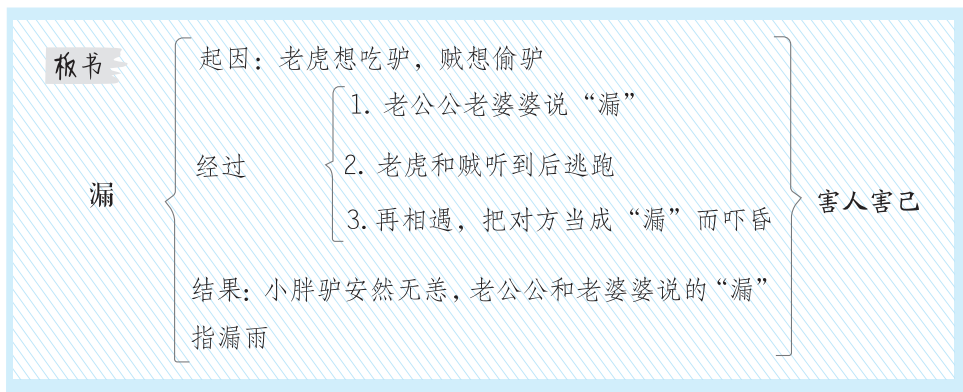 板书
起因：老虎想吃驴，贼想偷驴
1. 老公公老婆婆说“漏”
经过
2. 老虎和贼听到后逃跑
漏
害人害己
3. 再相遇，把对方当成“漏”而吓昏
结果：小胖驴安然无恙，老公公和老婆婆说的“漏”
指漏雨